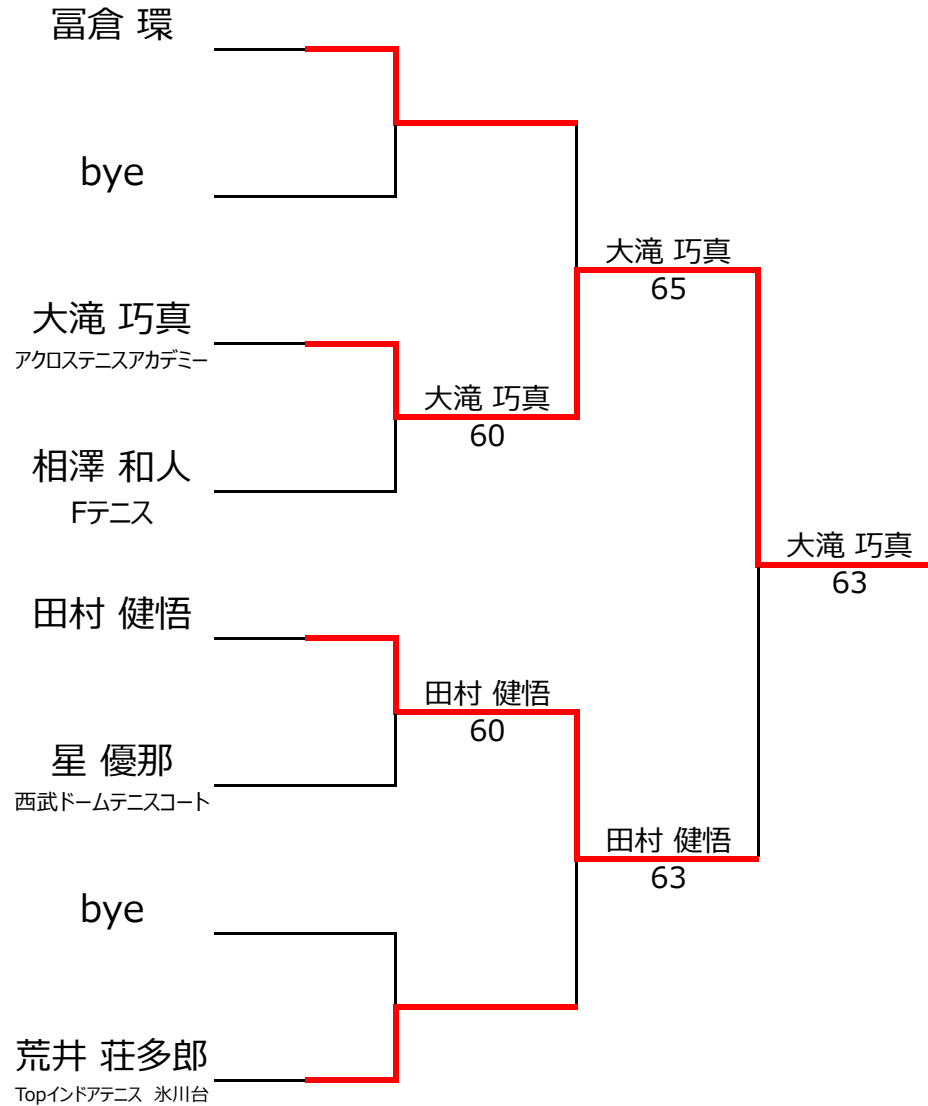 冨倉 環
bye
大滝 巧真
65
大滝 巧真
アクロステニスアカデミー
大滝 巧真
60
相澤 和人
Fテニス
大滝 巧真
63
田村 健悟
田村 健悟
60
星 優那
西武ドームテニスコート
田村 健悟
63
bye
荒井 荘多郎
Topインドアテニス 氷川台